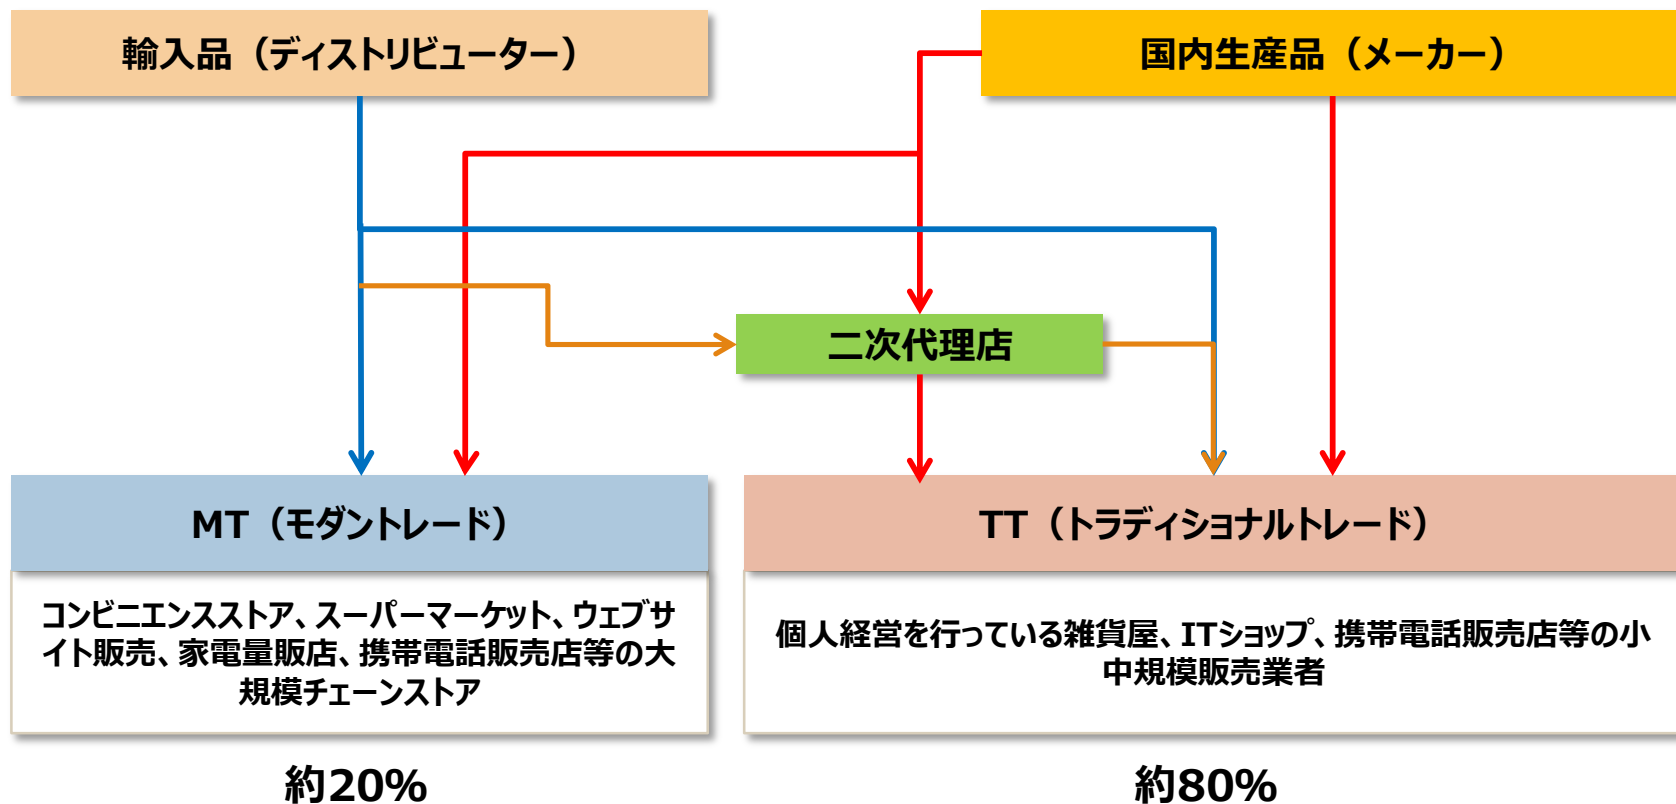 輸入品（ディストリビューター）
国内生産品（メーカー）
二次代理店
MT（モダントレード）
TT（トラディショナルトレード）
コンビニエンスストア、スーパーマーケット、ウェブサ
イト販売、家電量販店、携帯電話販売店等の大
規模チェーンストア
個人経営を行っている雑貨屋、ITショップ、携帯電話販売店等の小
中規模販売業者
約20%
約80%